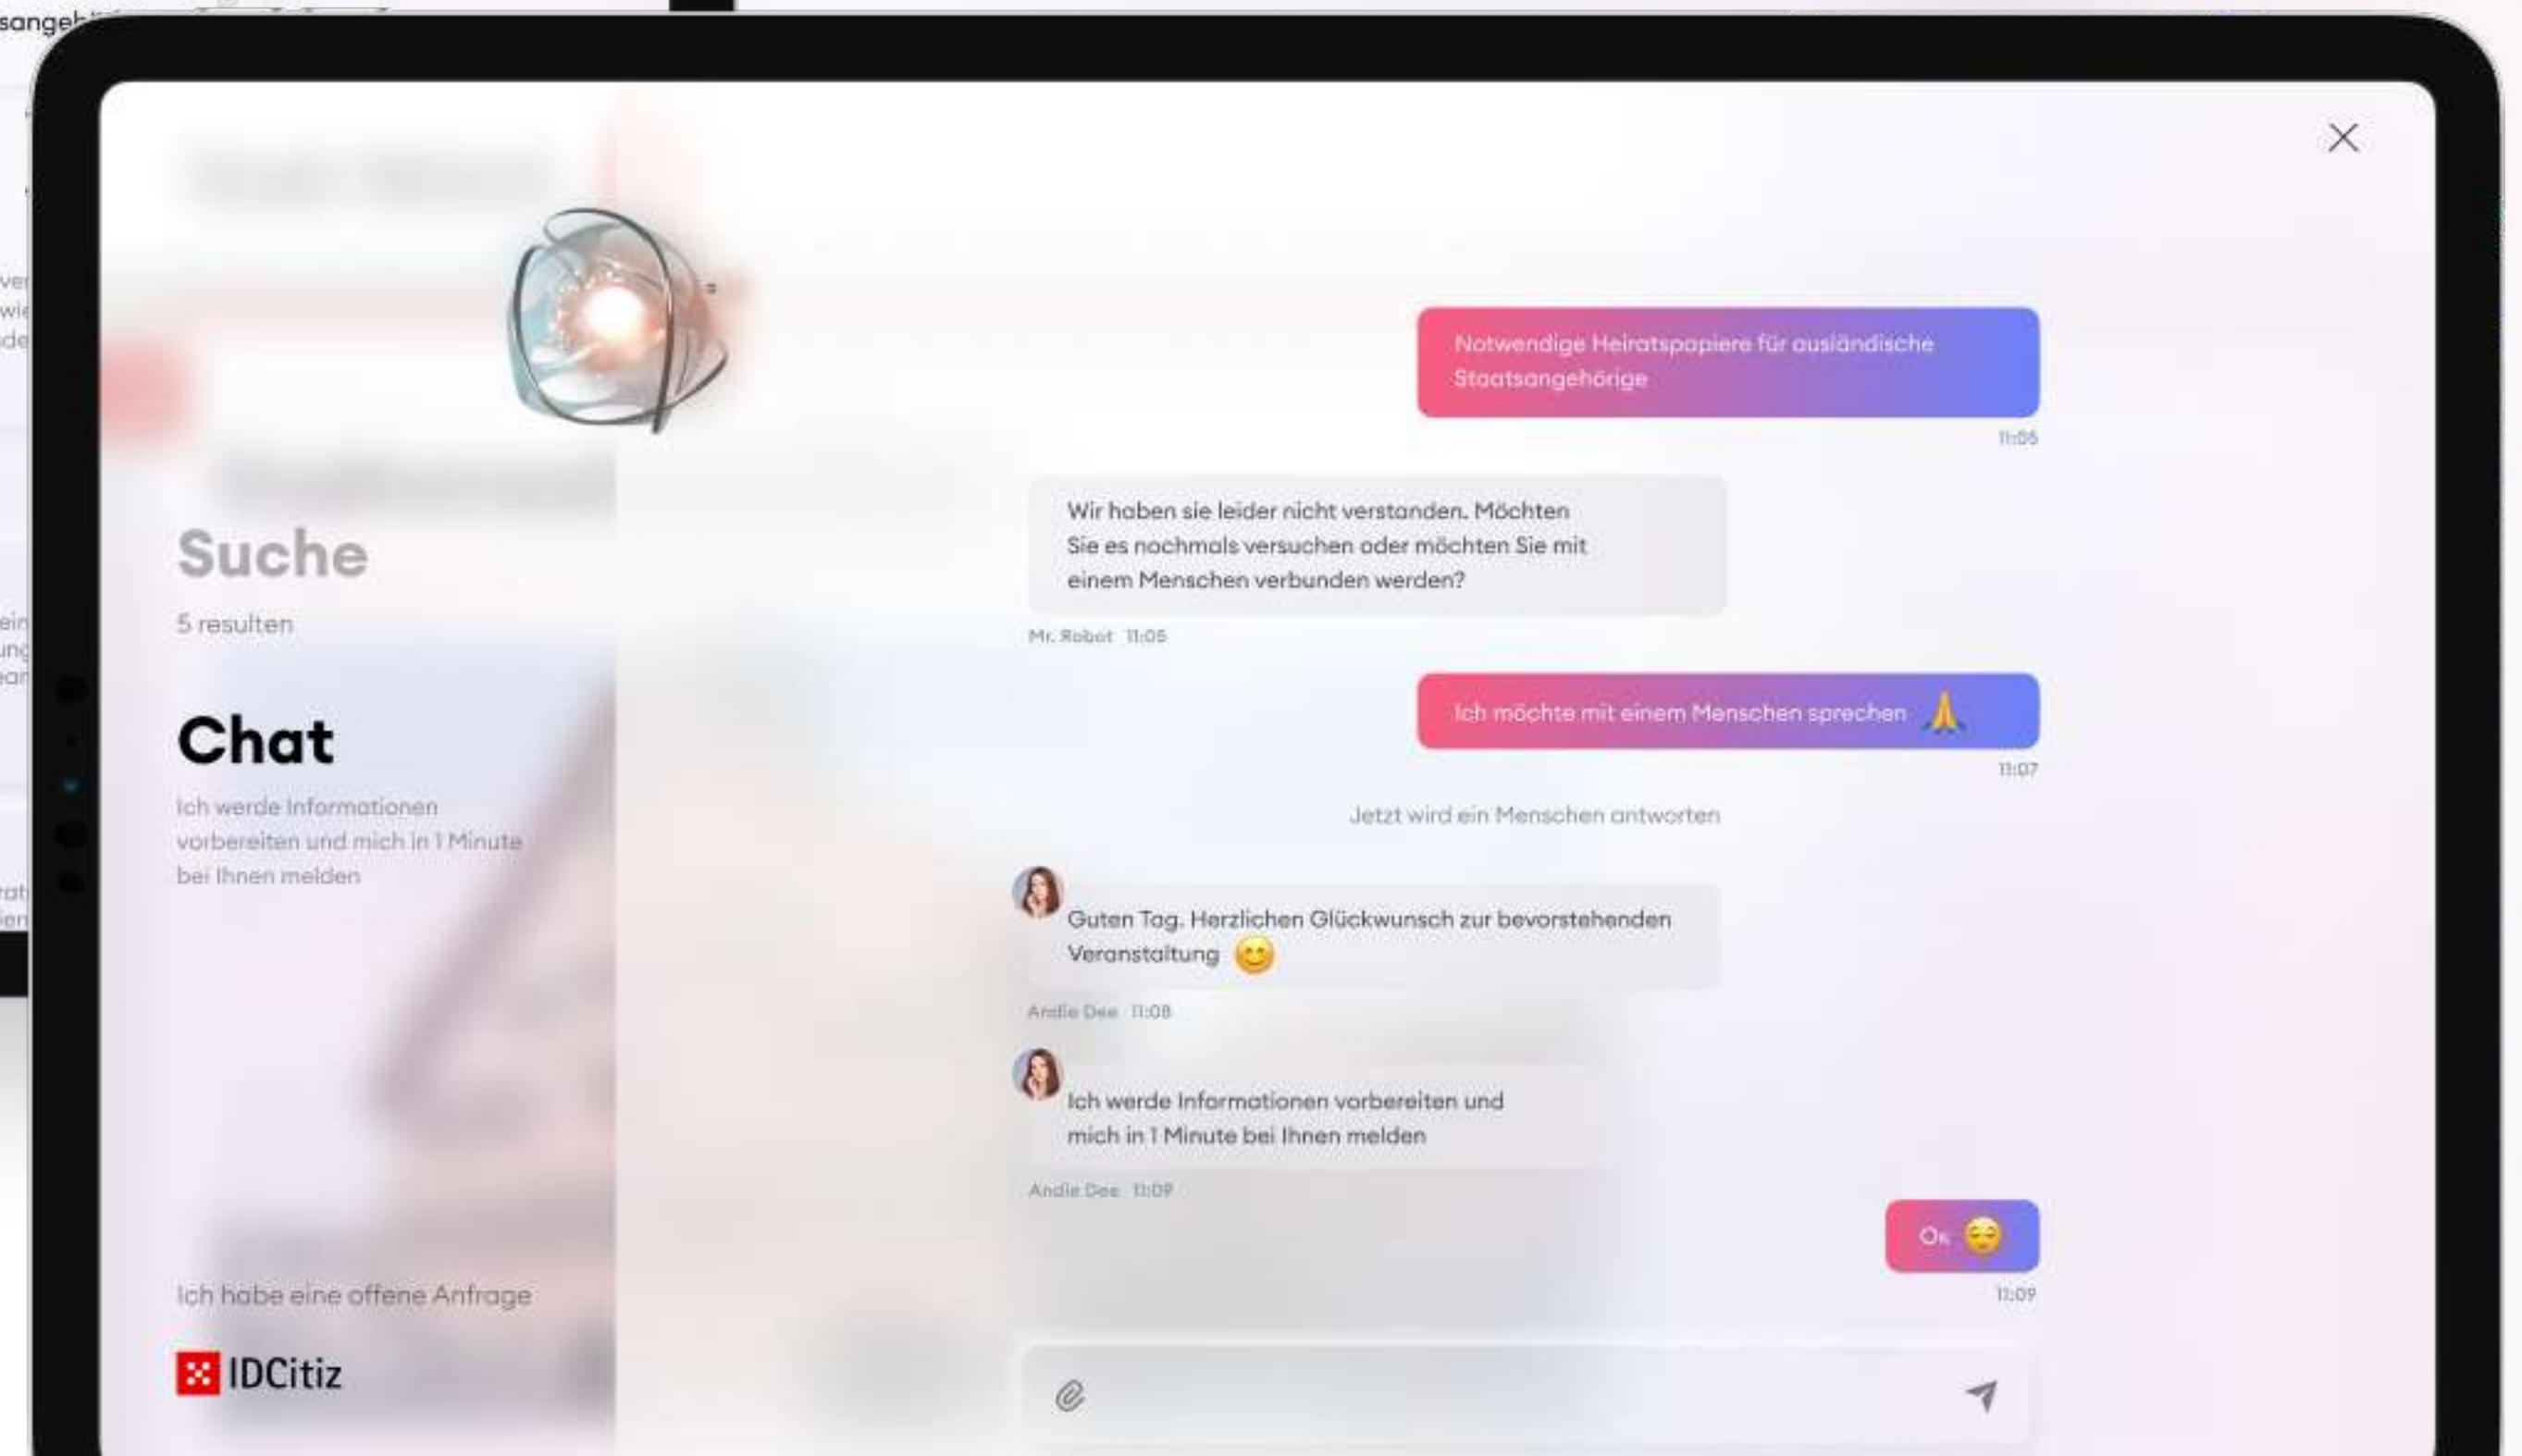 Suche
5 resulten
Chat
Ich werde Informationen
vorbereiten und mich in 1 Minute
bei Ihnen melden
Ich habe eine offene Anfrage
IDCitiz
Notwendige Heiratspapiere für ausländische
Staatsangehörige
11:05
Wir haben sie leider nicht verstanden. Möchten
Sie es nochmals versuchen oder möchten Sie mit
einem Menschen verbunden werden?
Mr. Robot 11:05
Ich möchte mit einem Menschen sprechen 🙏
11:07
Jetzt wird ein Menschen antworten
Guten Tag. Herzlichen Glückwunsch zur bevorstehenden
Veranstaltung 😊
Andie Dee 11:08
Ich werde Informationen vorbereiten und
mich in 1 Minute bei Ihnen melden
Andie Dee 11:09
Ок 😌
11:09